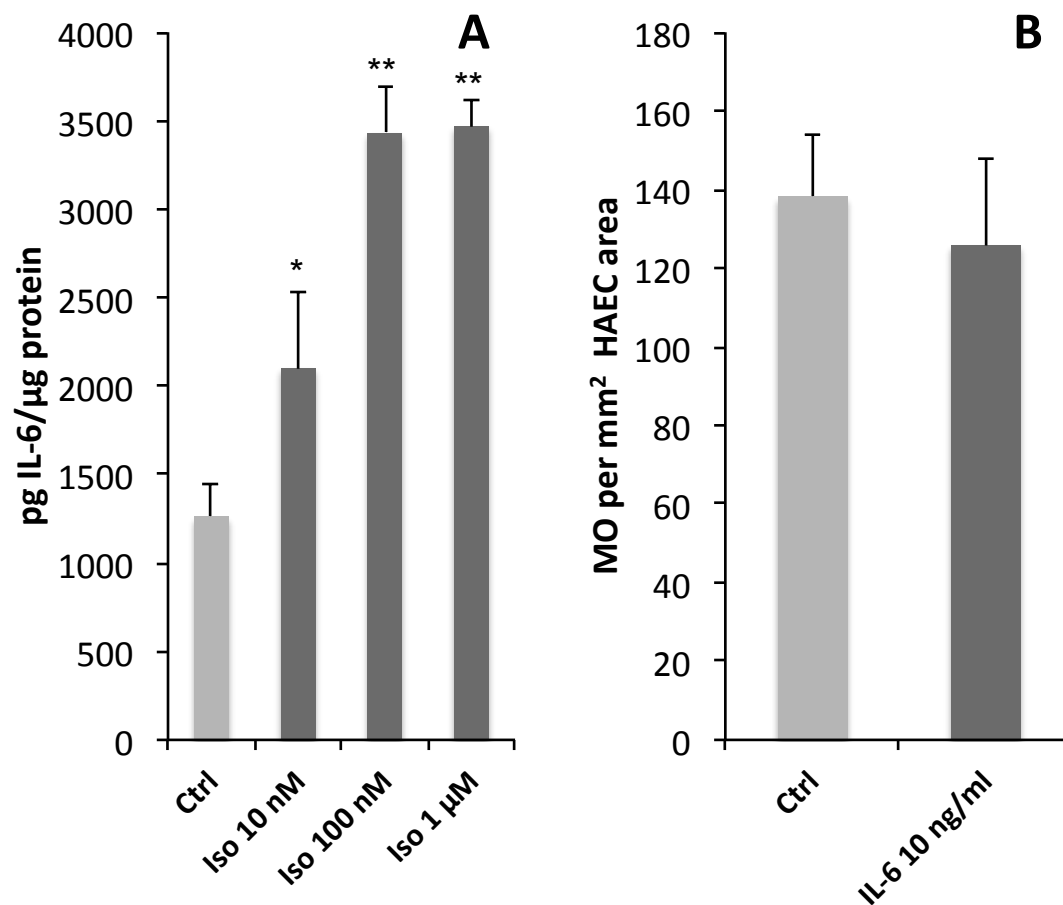 A
pg IL-6/µg protein
4000
3500
3000
2500
2000
1500
1000
500
0
*
**
**
Ctrl
Iso 10 nM
Iso 100 nM
Iso 1 µM
B
MO per mm² HAEC area
180
160
140
120
100
80
60
40
20
0
Ctrl
IL-6 10 ng/ml